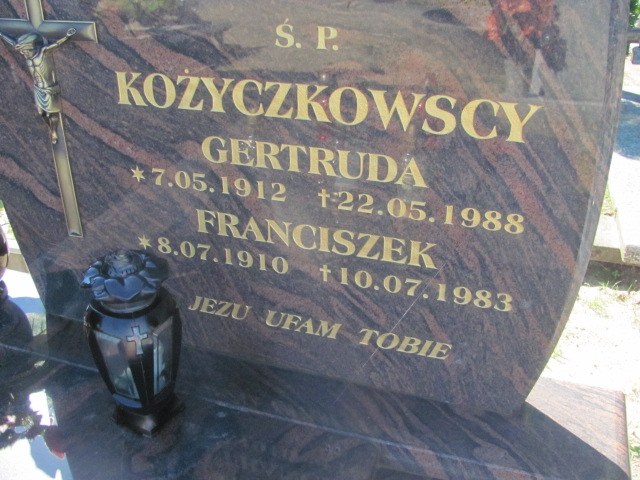 Ś. P.
KOŻYCZKOWSCY
GERTRUDA
* 7.05.1912 † 22.05.1988
FRANCISZEK
* 8.07.1910 † 10.07.1983
JEZU UFAM TOBIE